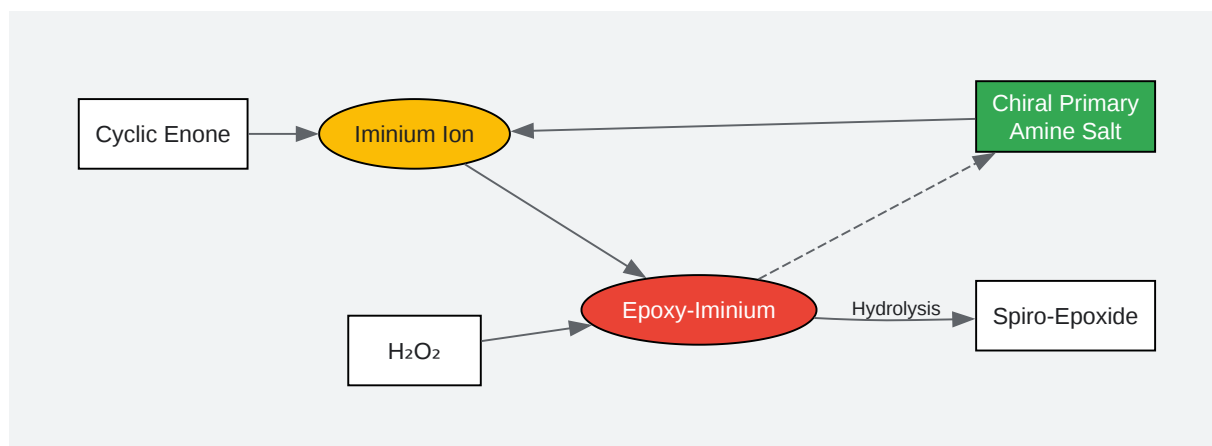 Chiral Primary
Amine Salt
Cyclic Enone
Iminium Ion
Epoxy-Iminium
Hydrolysis
Spiro-Epoxide
H₂O₂